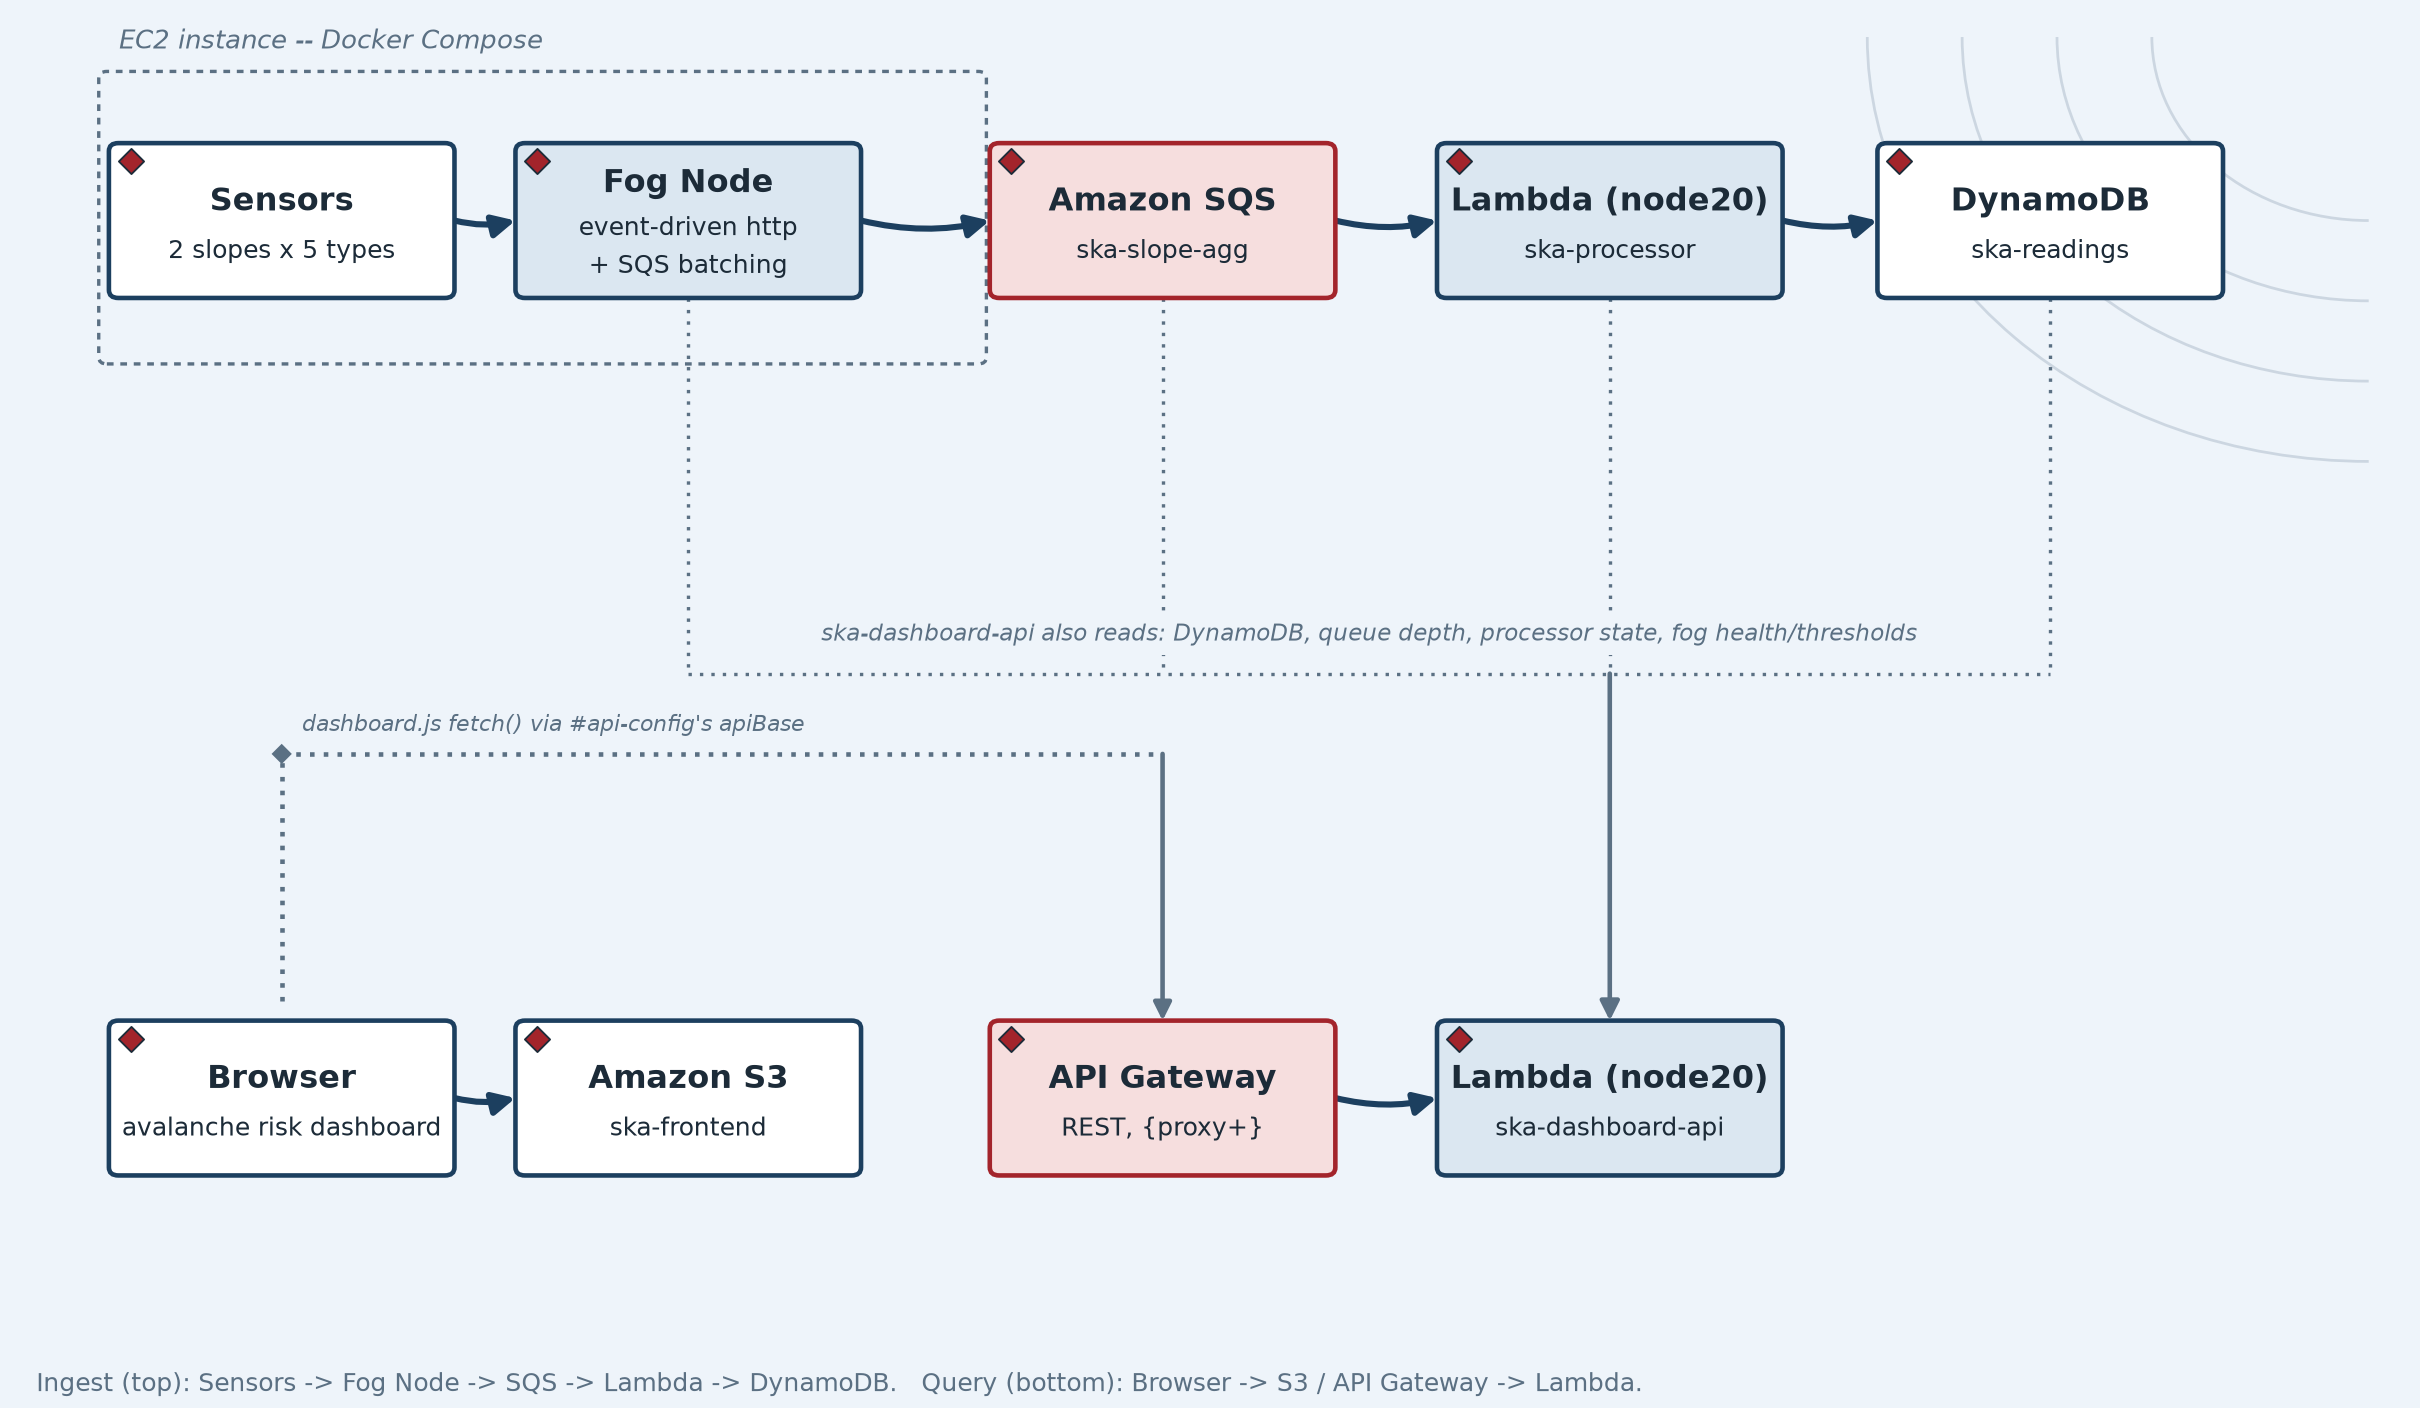 EC2 instance -- Docker Compose
Sensors
2 slopes x 5 types
Fog Node
event-driven http
+ SQS batching
Amazon SQS
ska-slope-agg
Lambda (node20)
ska-processor
DynamoDB
ska-readings
ska-dashboard-api also reads: DynamoDB, queue depth, processor state, fog health/thresholds
dashboard.js fetch() via #api-config's apiBase
Browser
avalanche risk dashboard
Amazon S3
ska-frontend
API Gateway
REST, {proxy+}
Lambda (node20)
ska-dashboard-api
Ingest (top): Sensors -> Fog Node -> SQS -> Lambda -> DynamoDB.   Query (bottom): Browser -> S3 / API Gateway -> Lambda.